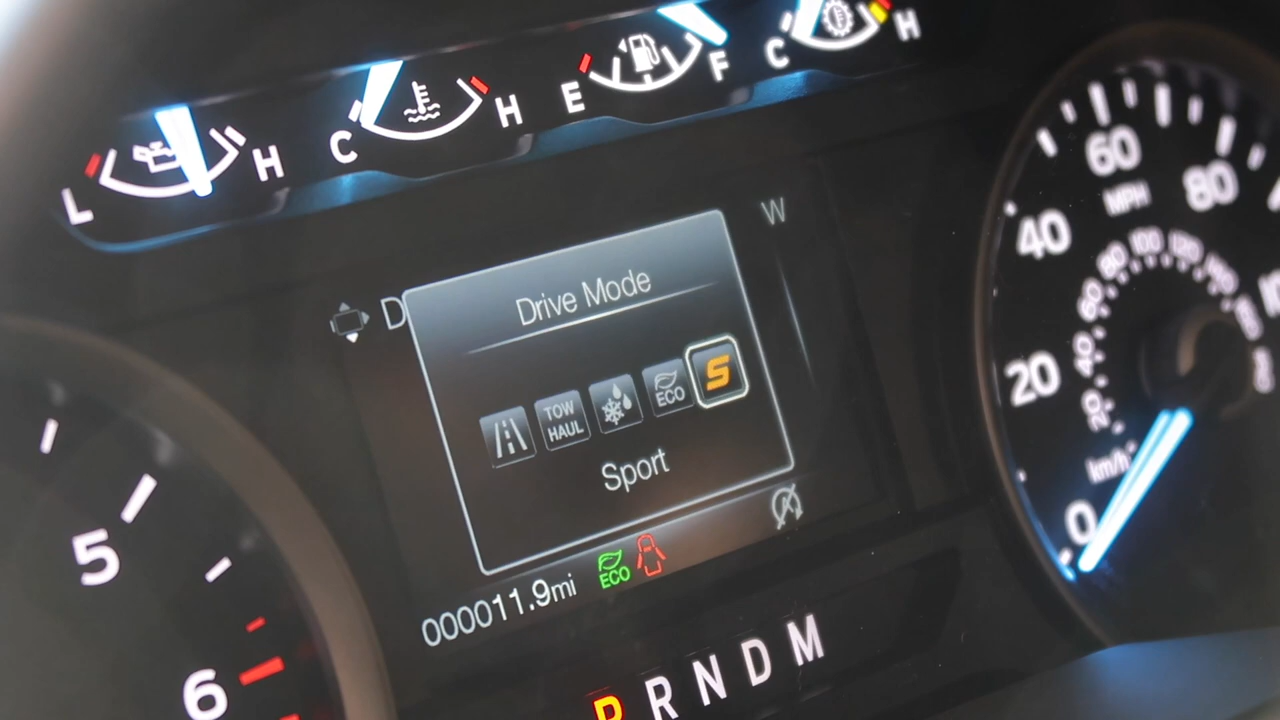 L H
C H
E F
C H
W
D
Drive Mode
TOW
HAUL
ECO
S
Sport
000011.9mi
ECO
A
P R N D M
5
6
0
20
40
60
80
MPH
km/h
20
40
60
80
100
120
140